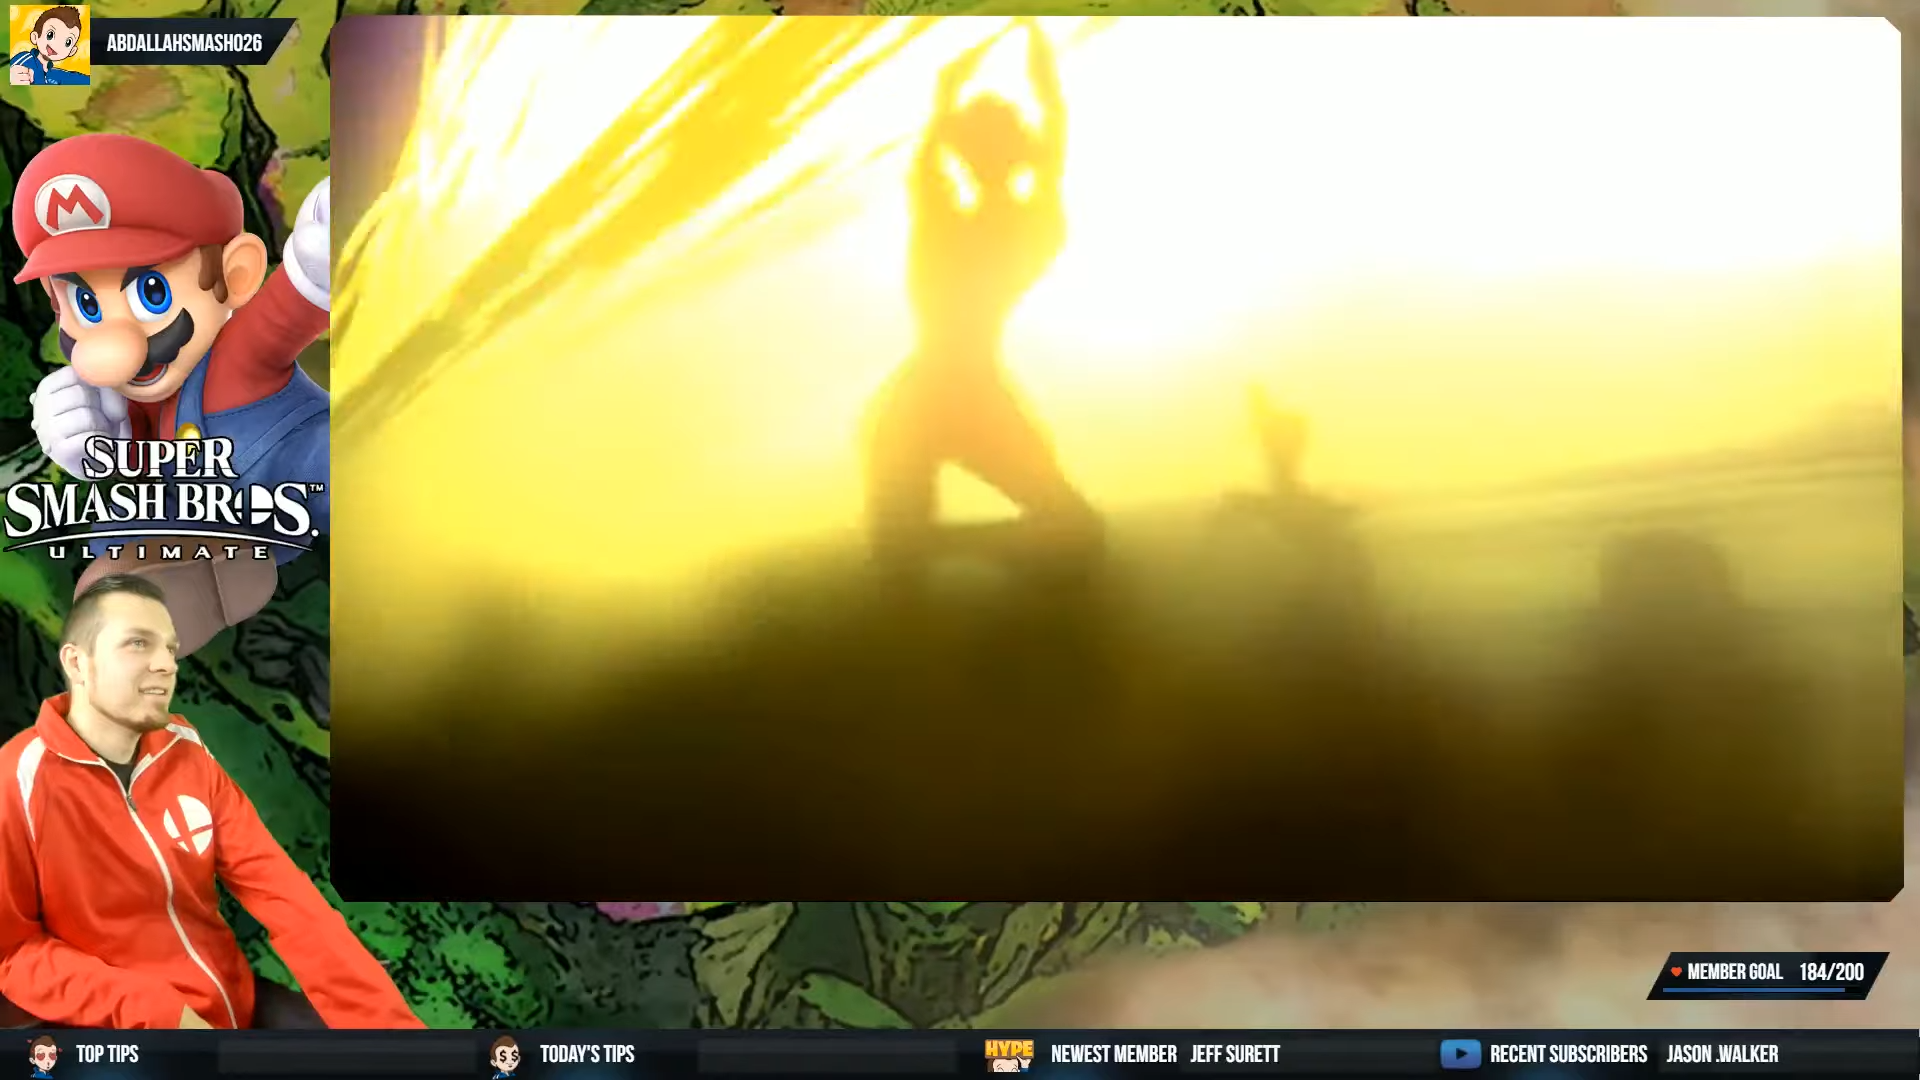 ABDALLAHSMASH026
M
SUPER
SMASH BROS.™
ULTIMATE
MEMBER GOAL 184/200
TOP TIPS
TODAY'S TIPS
HYPE
NEWEST MEMBER JEFF SURETT
RECENT SUBSCRIBERS JASON .WALKER